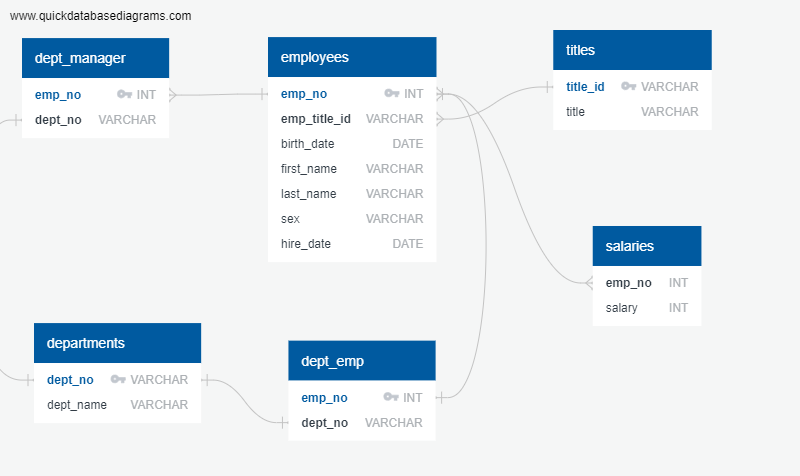 www.quickdatabasediagrams.com
dept_manager
emp_no INT
dept_no VARCHAR
employees
emp_no INT
emp_title_id VARCHAR
birth_date DATE
first_name VARCHAR
last_name VARCHAR
sex VARCHAR
hire_date DATE
titles
title_id VARCHAR
title VARCHAR
salaries
emp_no INT
salary INT
departments
dept_no VARCHAR
dept_name VARCHAR
dept_emp
emp_no INT
dept_no VARCHAR